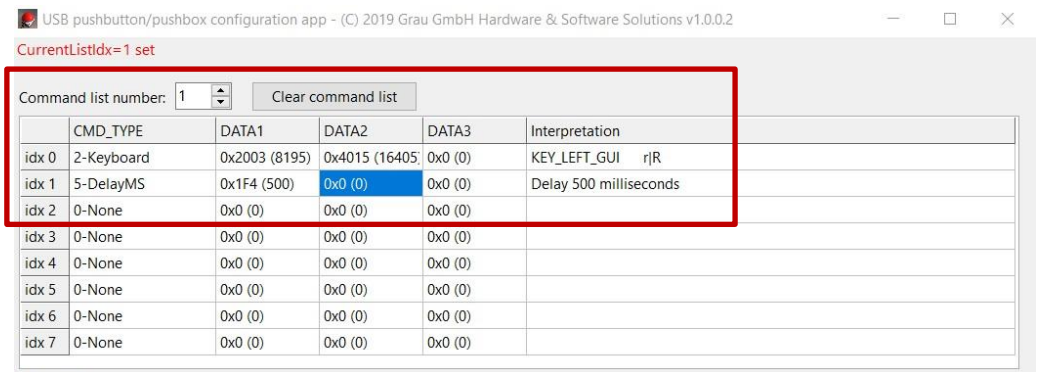 USB pushbutton/pushbox configuration app - (C) 2019 Grau GmbH Hardware & Software Solutions v1.0.0.2
CurrentListIdx=1 set
Command list number: 1 Clear command list
CMD_TYPE DATA1 DATA2 DATA3 Interpretation
idx 0 2-Keyboard 0x2003 (8195) 0x4015 (16405) 0x0 (0) KEY_LEFT_GUI r|R
idx 1 5-DelayMS 0x1F4 (500) 0x0 (0) 0x0 (0) Delay 500 milliseconds
idx 2 0-None 0x0 (0) 0x0 (0) 0x0 (0)
idx 3 0-None 0x0 (0) 0x0 (0) 0x0 (0)
idx 4 0-None 0x0 (0) 0x0 (0) 0x0 (0)
idx 5 0-None 0x0 (0) 0x0 (0) 0x0 (0)
idx 6 0-None 0x0 (0) 0x0 (0) 0x0 (0)
idx 7 0-None 0x0 (0) 0x0 (0) 0x0 (0)